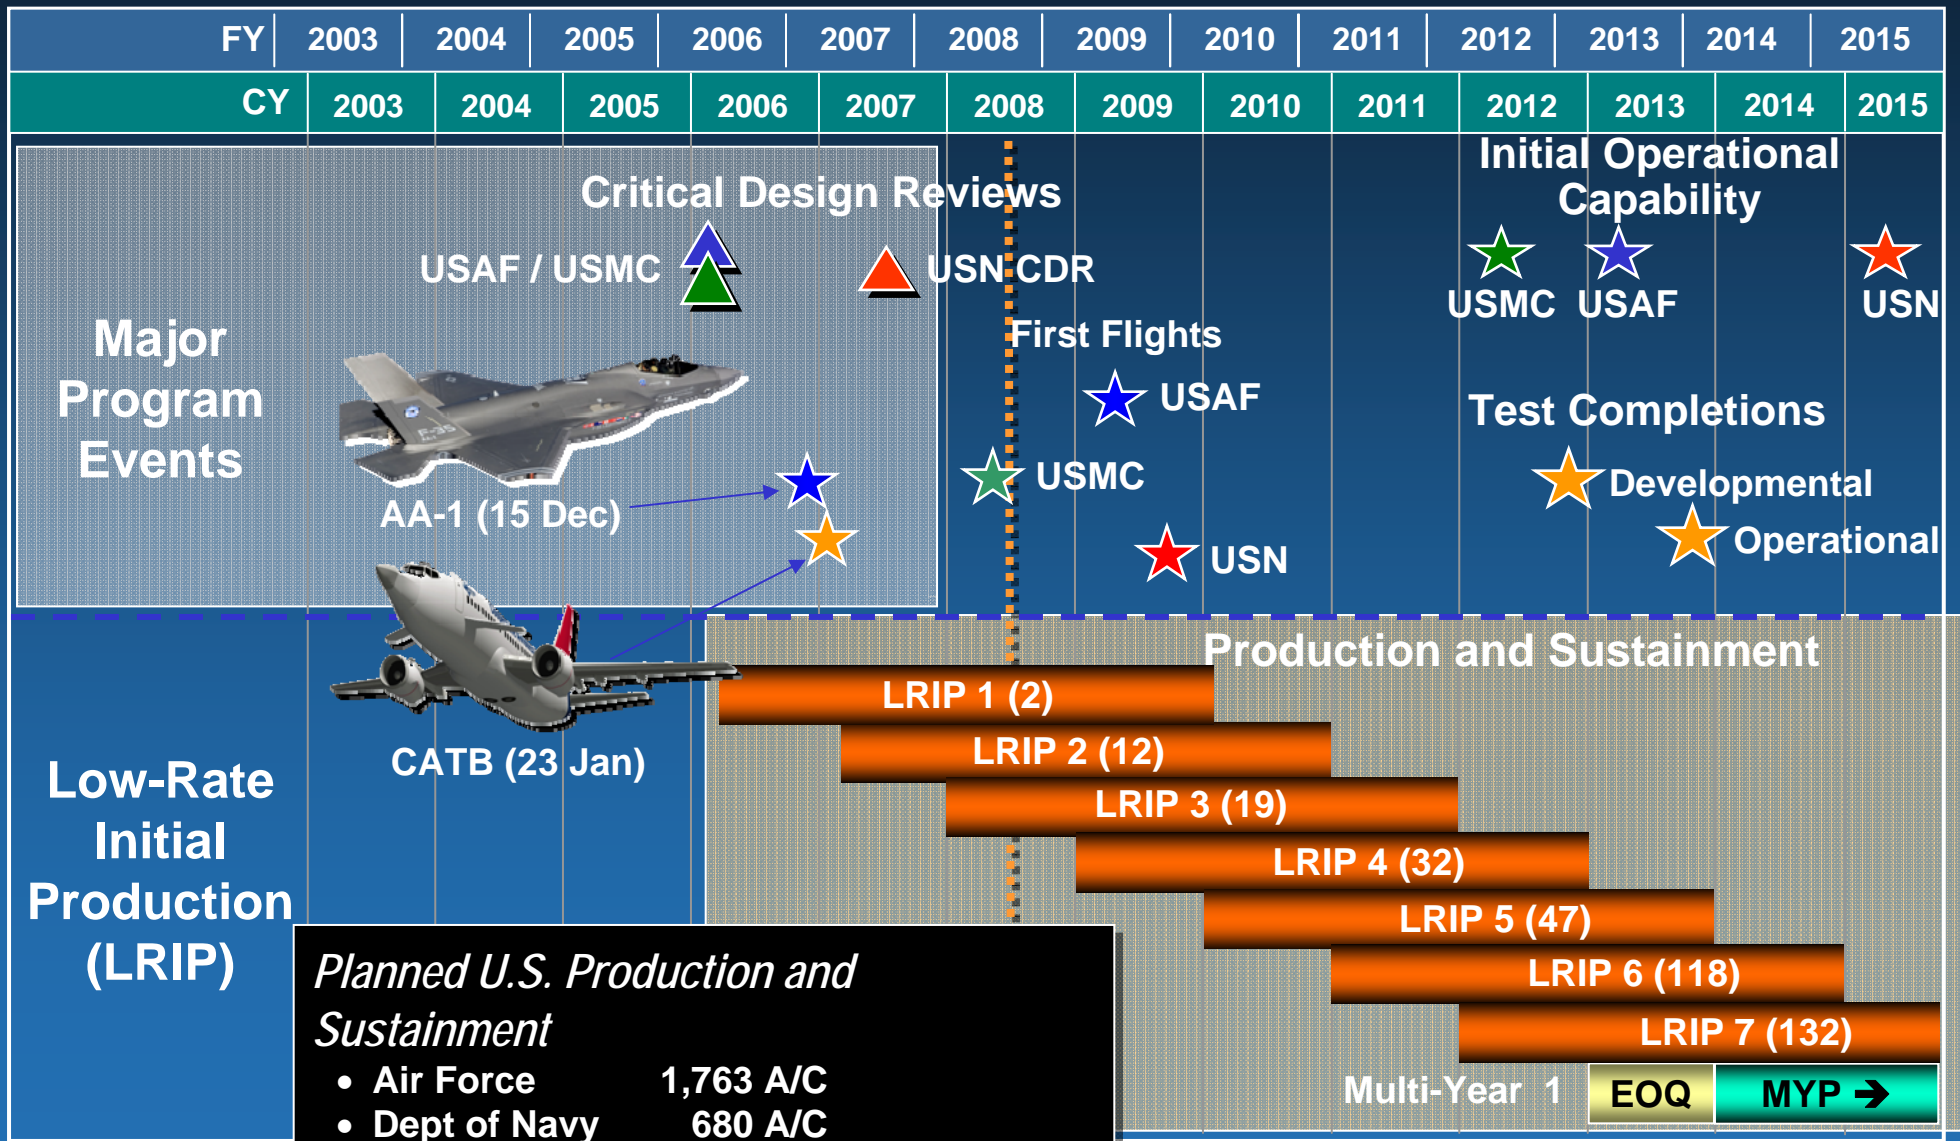 FY 2003 2004 2005 2006 2007 2008 2009 2010 2011 2012 2013 2014 2015
CY 2003 2004 2005 2006 2007 2008 2009 2010 2011 2012 2013 2014 2015
Initial Operational
Capability
Critical Design Reviews
USAF / USMC
USN CDR
USMC USAF USN
Major
Program
Events
First Flights
USAF
Test Completions
USMC
Developmental
AA-1 (15 Dec)
Operational
USN
F-35
Production and Sustainment
LRIP 1 (2)
LRIP 2 (12)
CATB (23 Jan)
LRIP 3 (19)
Low-Rate
Initial
Production
(LRIP)
LRIP 4 (32)
LRIP 5 (47)
LRIP 6 (118)
LRIP 7 (132)
Planned U.S. Production and
Sustainment
• Air Force 1,763 A/C
• Dept of Navy 680 A/C
Multi-Year 1 EOQ MYP ➔